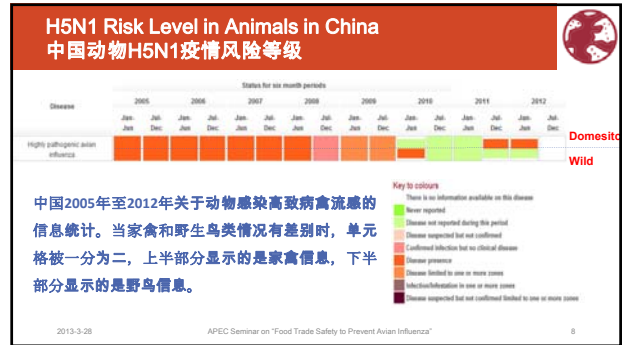 H5N1 Risk Level in Animals in China
中国动物H5N1疫情风险等级
Status for six month periods
Disease
2005 2006 2007 2008 2009 2010 2011 2012
Jan- Jul- Jan- Jul- Jan- Jul- Jan- Jul- Jan- Jul- Jan- Jul- Jan- Jul- Jan- Jul-
Jun Dec Jun Dec Jun Dec Jun Dec Jun Dec Jun Dec Jun Dec Jun Dec
Highly pathogenic avian
influenza
Domesitc
Wild
Key to colours
There is no information available on this disease
Never reported
Disease not reported during this period
Disease suspected but not confirmed
Confirmed infection but no clinical disease
Disease presence
Disease limited to one or more zones
Infection/Infestation in one or more zones
Disease suspected but not confirmed limited to one or more zones
中国2005年至2012年关于动物感染高致病禽流感的
信息统计。当家禽和野生鸟类情况有差别时，单元
格被一分为二，上半部分显示的是家禽信息，下半
部分显示的是野鸟信息。
2013-3-28
APEC Seminar on "Food Trade Safety to Prevent Avian Influenza"
8